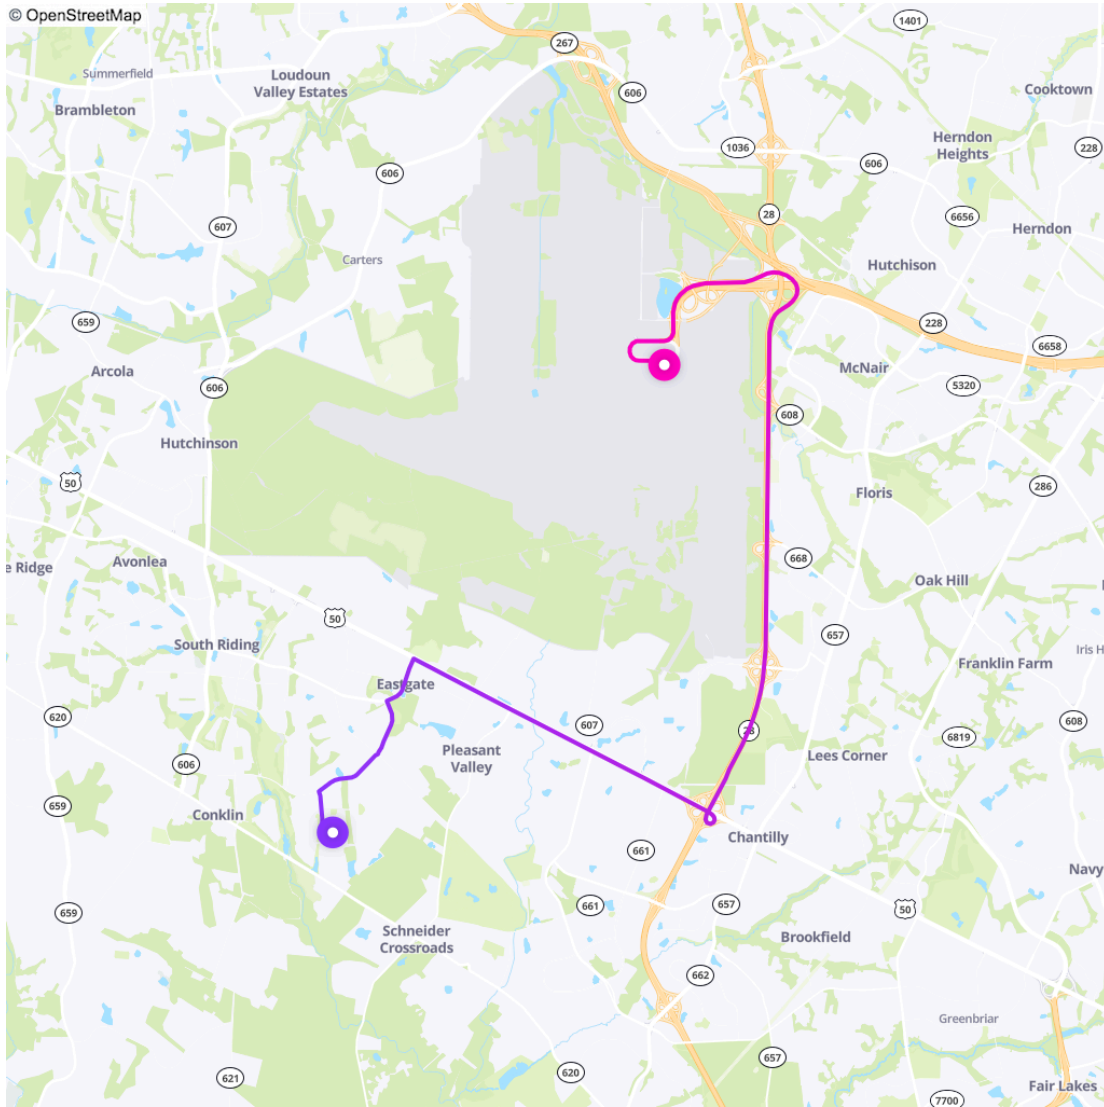 © OpenStreetMap
1401
267
Summerfield
Loudoun
Valley Estates
606
Cooktown
Brambleton
Herndon
Heights
1036
228
606
606
28
6656
607
Herndon
Carters
Hutchison
659
228
6658
Arcola
McNair
5320
606
608
Hutchinson
50
286
Floris
668
Avonlea
e Ridge
Oak Hill
50
657
South Riding
Iris H
Franklin Farm
Eastgate
620
607
608
28
6819
Pleasant
Valley
Lees Corner
606
659
Conklin
Chantilly
661
Navy
661
657
50
659
Schneider
Crossroads
Brookfield
662
Greenbriar
657
620
621
Fair Lakes
7700